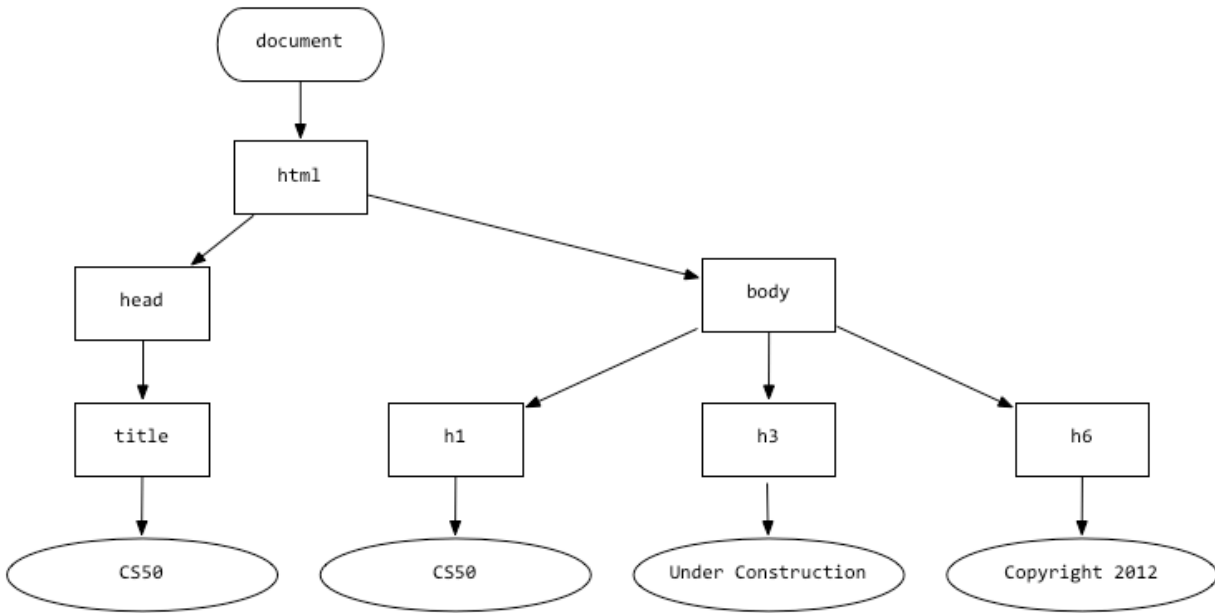 document
html
head
body
title
h1
h3
h6
CS50
CS50
Under Construction
Copyright 2012